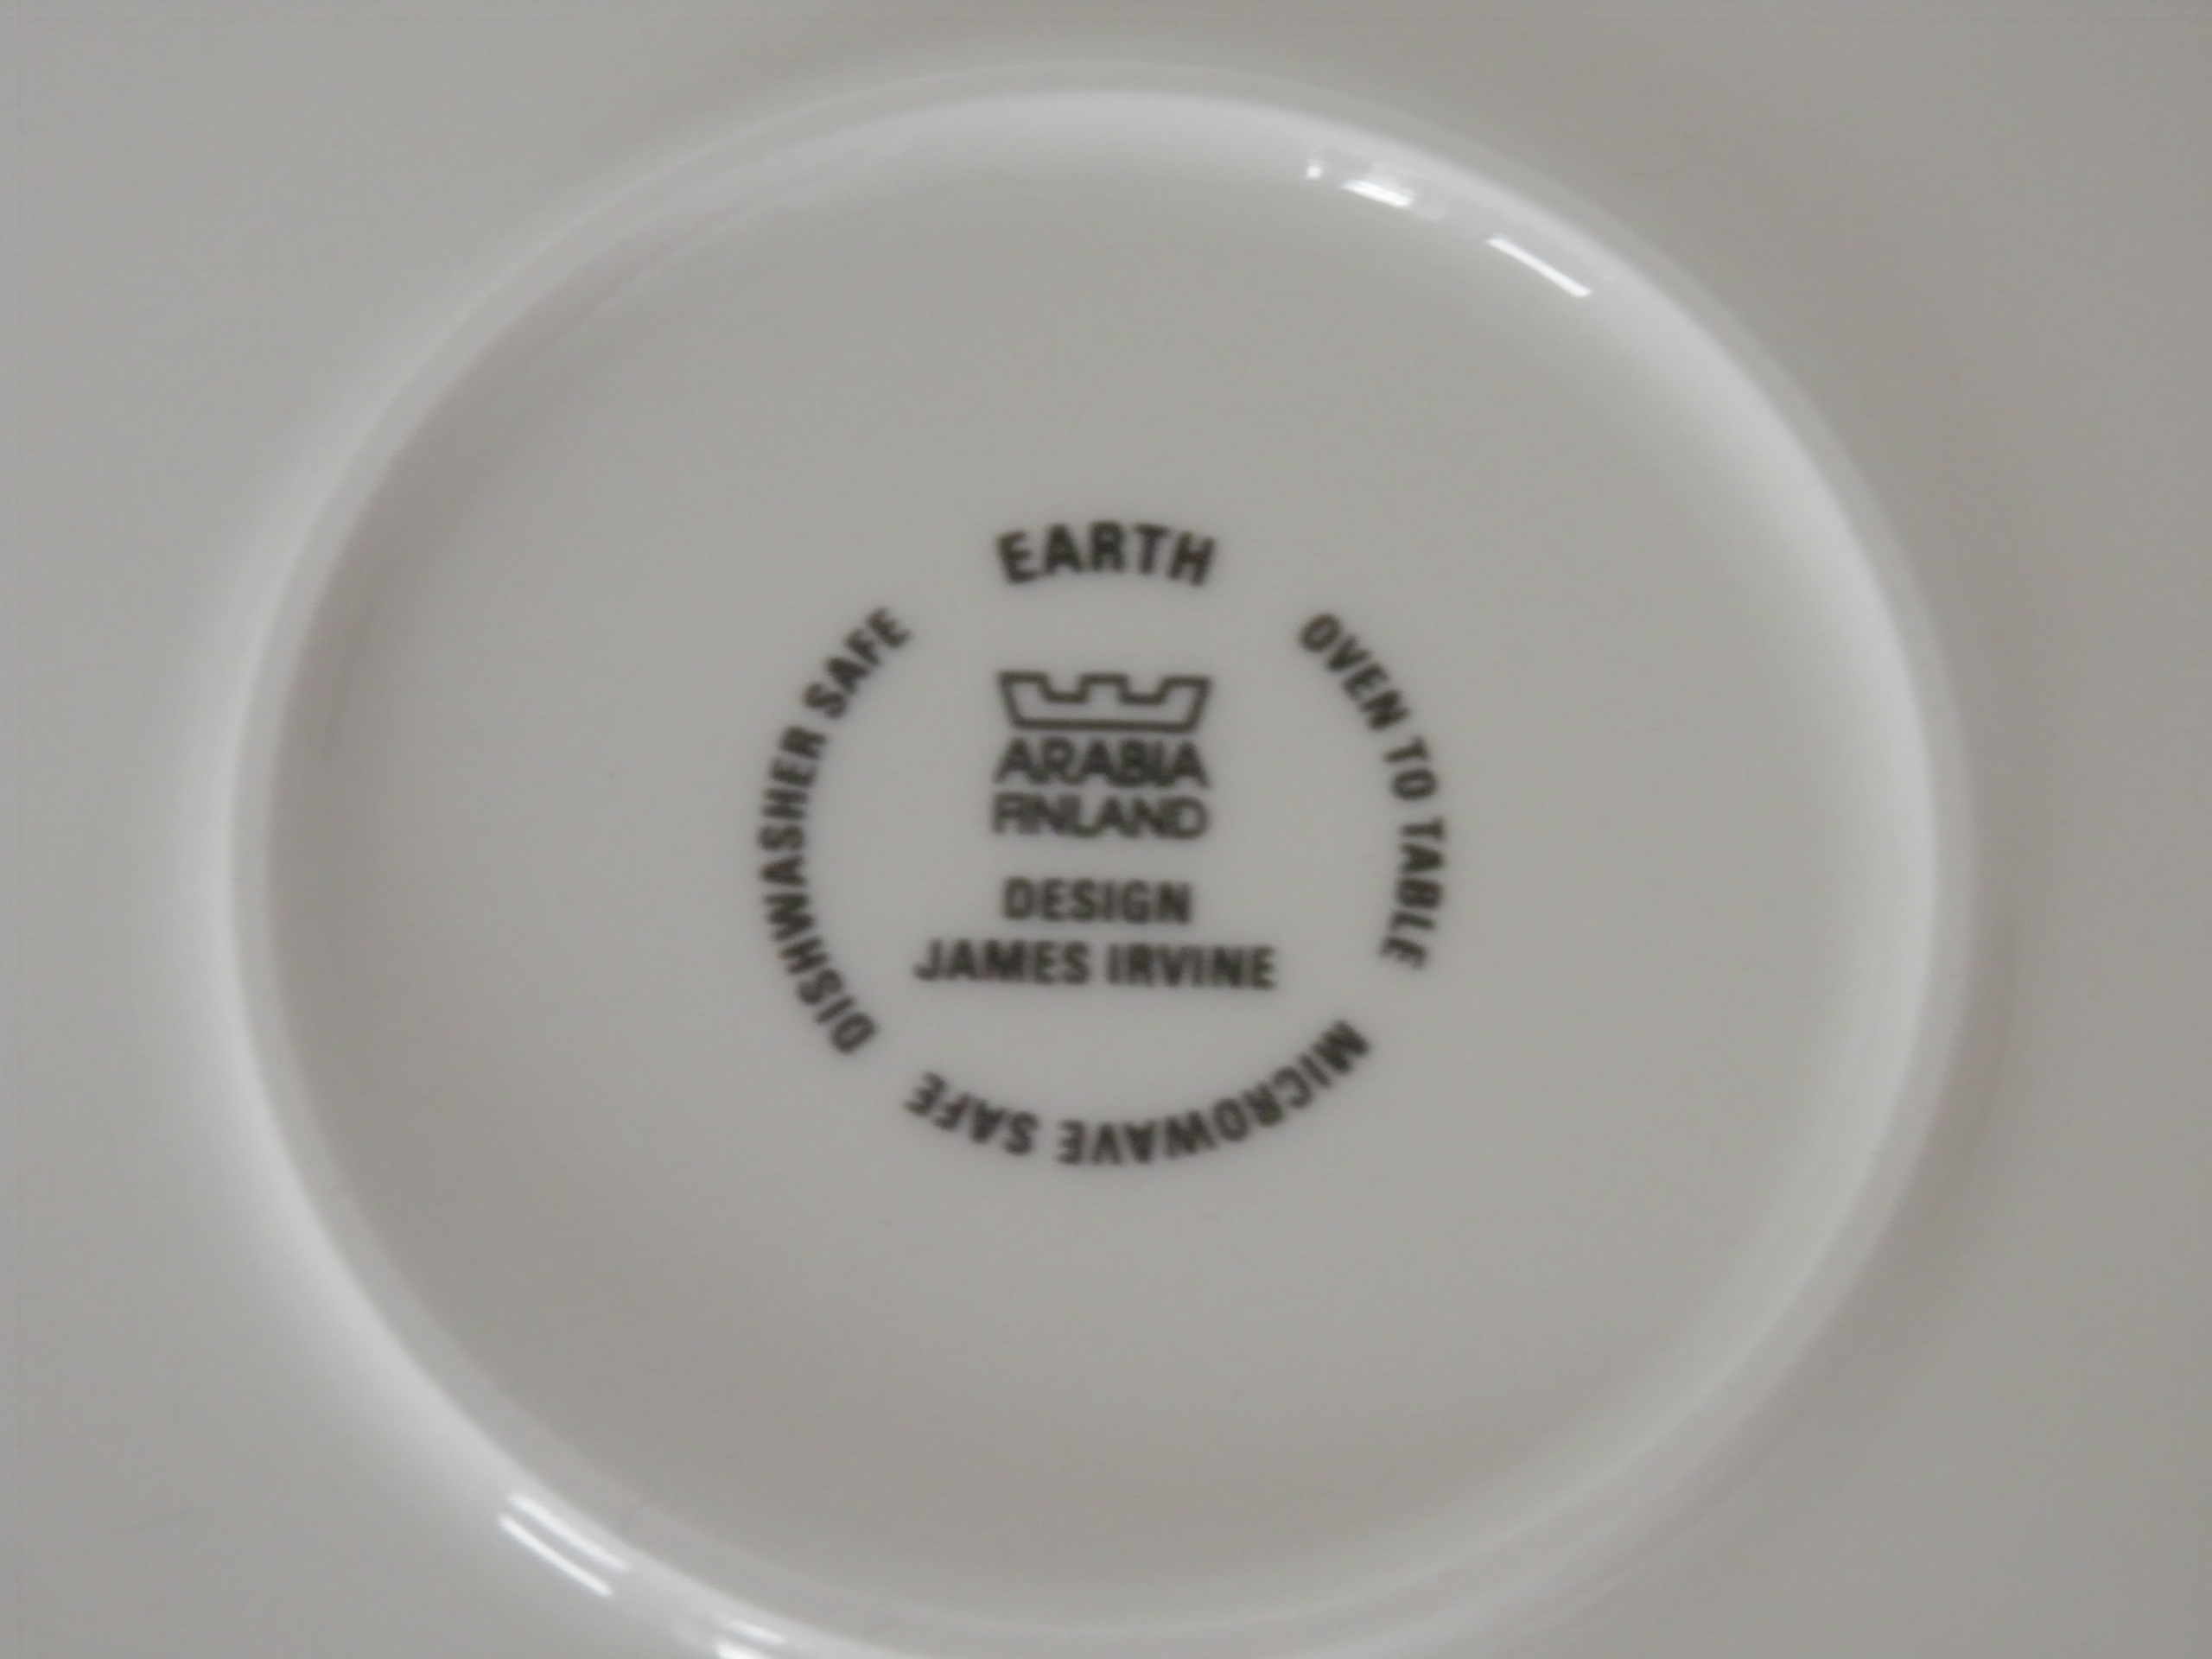 EARTH
OVEN TO TABLE
MICROWAVE SAFE
DISHWASHER SAFE
ARABIA
FINLAND
DESIGN
JAMES IRVINE